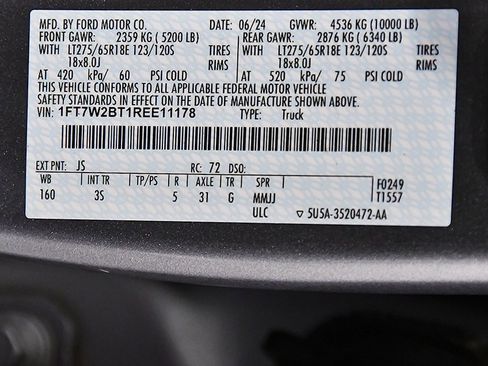 MFD. BY FORD MOTOR CO. 06/24 GVWR: 4536 KG (10000 LB)
FRONT GAWR: 2359 KG (5200 LB) REAR GAWR: 2876 KG (6340 LB)
WITH LT275/65R18E 123/120S TIRES WITH LT275/65R18E 123/120S TIRES
18x8.0J RIMS 18x8.0J RIMS
AT 420 kPa/ 60 PSI COLD AT 520 kPa/ 75 PSI COLD
THIS VEHICLE CONFORMS TO ALL APPLICABLE FEDERAL MOTOR VEHICLE
SAFETY STANDARDS IN EFFECT ON THE DATE OF MANUFACTURE SHOWN ABOVE.
VIN: 1FT7W2BT1REE11178 TYPE: Truck
EXT PNT: JS RC: 72 DSO:
WB INT TR TP/PS R AXLE TR SPR F0249
160 3S 5 31 G MMJJ T1557
ULC ▽ 5U5A-3520472-AA